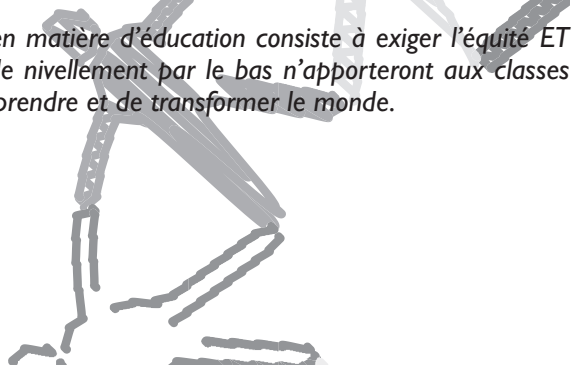 en matière d’éducation consiste à exiger l’équité ET
de nivellement par le bas n’apporteront aux classes
prendre et de transformer le monde.